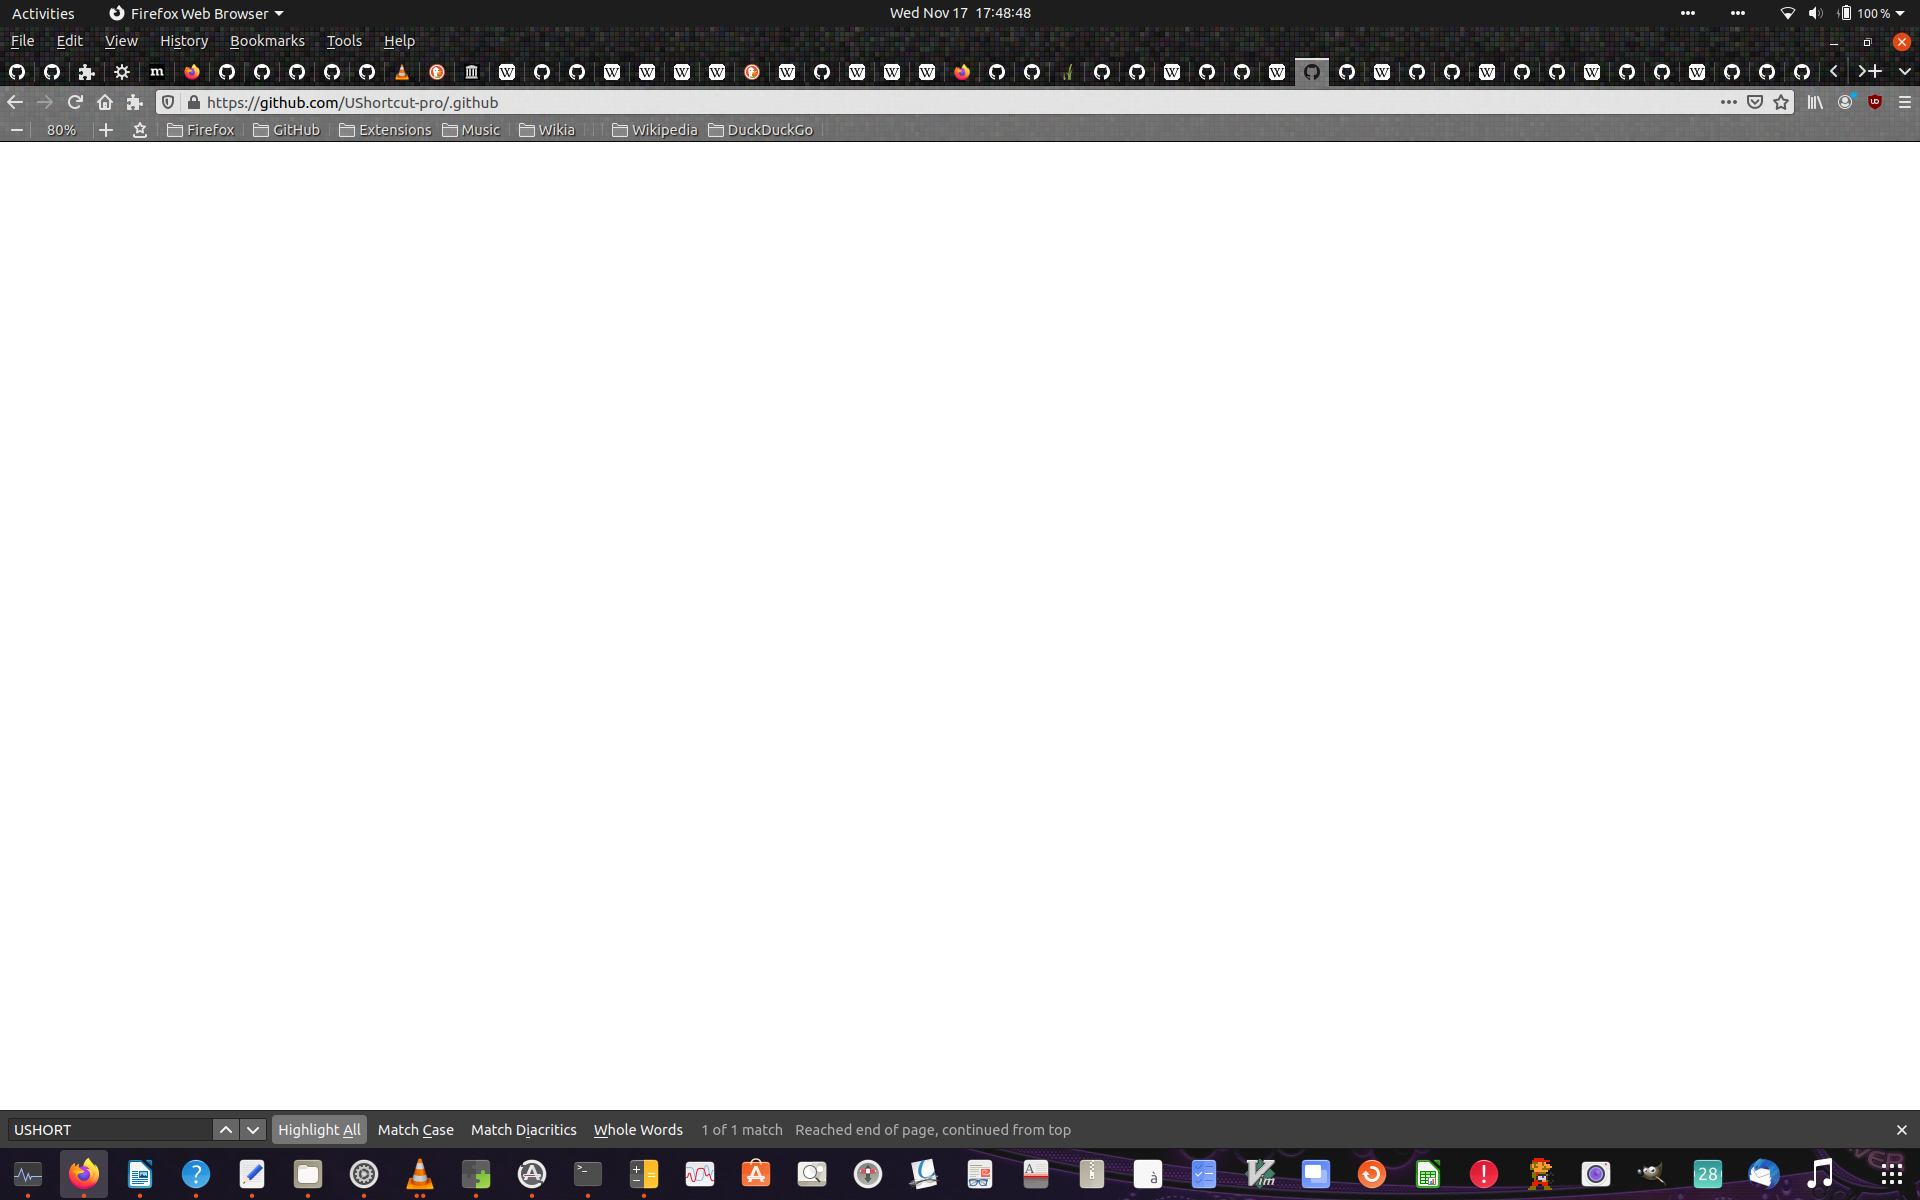 Activities Firefox Web Browser Wed Nov 17 17:48:48 100 %
File Edit View History Bookmarks Tools Help
https://github.com/UShortcut-pro/.github
80% Firefox GitHub Extensions Music Wikia Wikipedia DuckDuckGo
USHORT Highlight All Match Case Match Diacritics Whole Words 1 of 1 match Reached end of page, continued from top
28